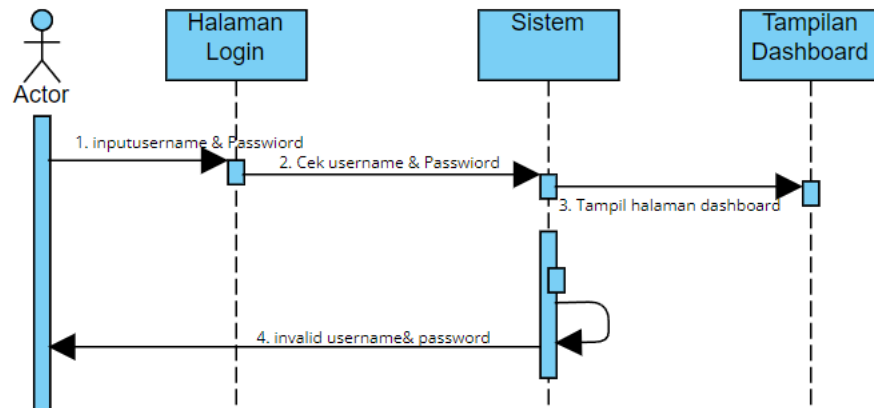 Halaman
Login
Sistem
Tampilan
Dashboard
Actor
1. inputusername & Passwiord
2. Cek username & Passwiord
3. Tampil halaman dashboard
4. invalid username& password